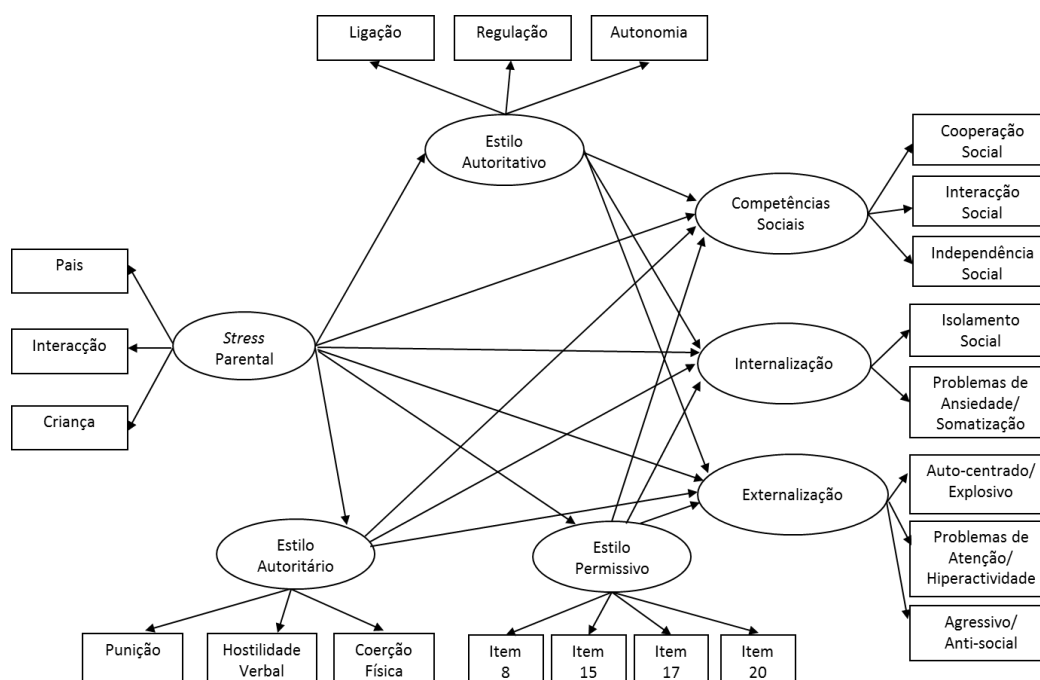 Ligação
Regulação
Autonomia
Estilo
Autoritativo
Cooperação
Social
Competências
Sociais
Interacção
Social
Independência
Social
Pais
Interacção
Criança
Stress
Parental
Internalização
Isolamento
Social
Problemas de
Ansiedade/
Somatização
Externalização
Auto-centrado/
Explosivo
Problemas de
Atenção/
Hiperactividade
Agressivo/
Anti-social
Estilo
Autoritário
Estilo
Permissivo
Punição
Hostilidade
Verbal
Coerção
Física
Item
8
Item
15
Item
17
Item
20